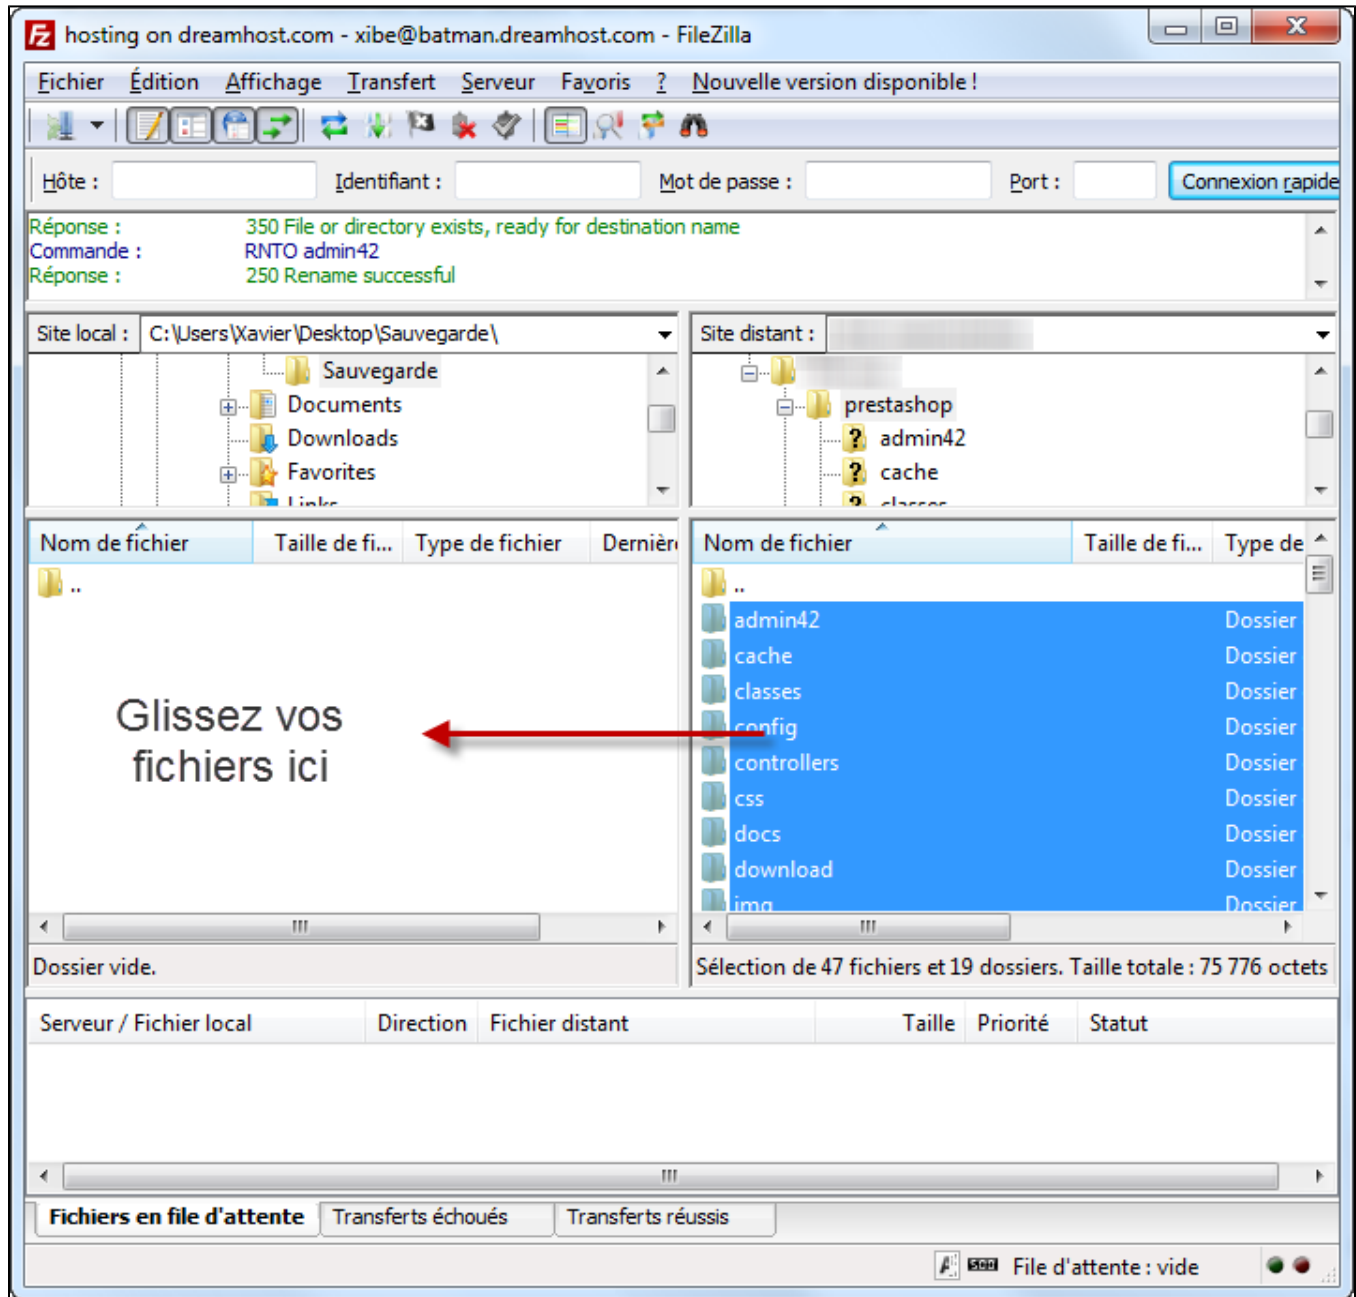 hosting on dreamhost.com - xibe@batman.dreamhost.com - FileZilla
Fichier Édition Affichage Transfert Serveur Favoris ? Nouvelle version disponible !
Hôte : Identifiant : Mot de passe : Port : Connexion rapide
Réponse : 350 File or directory exists, ready for destination name
Commande : RNTO admin42
Réponse : 250 Rename successful
Site local : C:\Users\Xavier\Desktop\Sauvegarde\
Sauvegarde
Documents
Downloads
Favorites
Links
Site distant :
prestashop
admin42
cache
classes
Nom de fichier Taille de fi... Type de fichier Dernièr
..
Glissez vos
fichiers ici
Dossier vide.
Nom de fichier Taille de fi... Type de
..
admin42 Dossier
cache Dossier
classes Dossier
config Dossier
controllers Dossier
css Dossier
docs Dossier
download Dossier
img Dossier
Sélection de 47 fichiers et 19 dossiers. Taille totale : 75 776 octets
Serveur / Fichier local Direction Fichier distant Taille Priorité Statut
Fichiers en file d'attente Transferts échoués Transferts réussis
File d'attente : vide